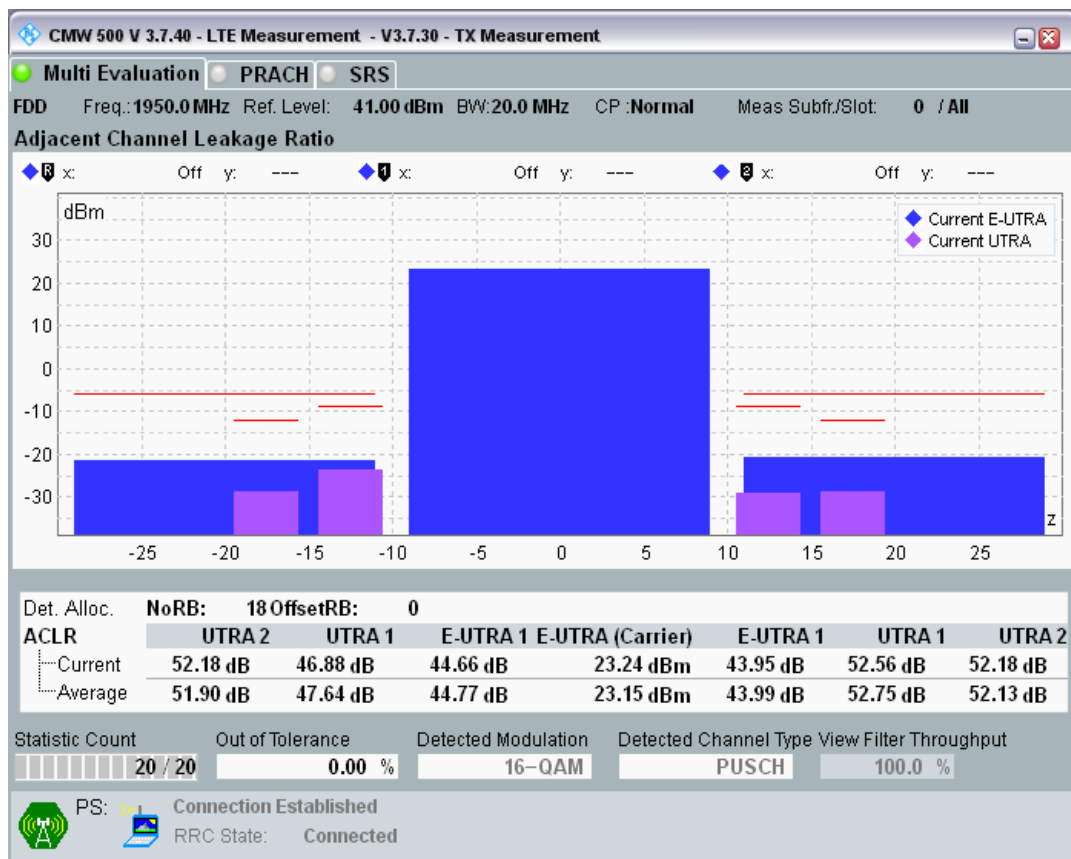 CMW 500 V 3.7.40 - LTE Measurement - V3.7.30 - TX Measurement
Multi Evaluation PRACH SRS
FDD Freq.:1950.0 MHz Ref. Level: 41.00 dBm BW:20.0 MHz CP :Normal Meas Subfr./Slot: 0 / All
Adjacent Channel Leakage Ratio
R x: Off y: --- 1 x: Off y: --- 2 x: Off y: ---
dBm
Current E-UTRA
Current UTRA
30
20
10
0
-10
-20
-30
z
-25 -20 -15 -10 -5 0 5 10 15 20 25
Det. Alloc. NoRB: 18 OffsetRB: 0
ACLR UTRA 2 UTRA 1 E-UTRA 1 E-UTRA (Carrier) E-UTRA 1 UTRA 1 UTRA 2
Current 52.18 dB 46.88 dB 44.66 dB 23.24 dBm 43.95 dB 52.56 dB 52.18 dB
Average 51.90 dB 47.64 dB 44.77 dB 23.15 dBm 43.99 dB 52.75 dB 52.13 dB
Statistic Count Out of Tolerance Detected Modulation Detected Channel Type View Filter Throughput
20 / 20 0.00 % 16-QAM PUSCH 100.0 %
PS: Connection Established
RRC State: Connected